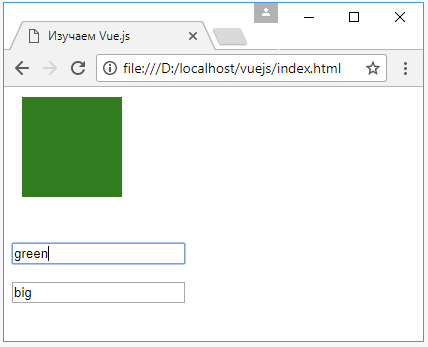 Изучаем Vue.js
file:///D:/localhost/vuejs/index.html
green
big